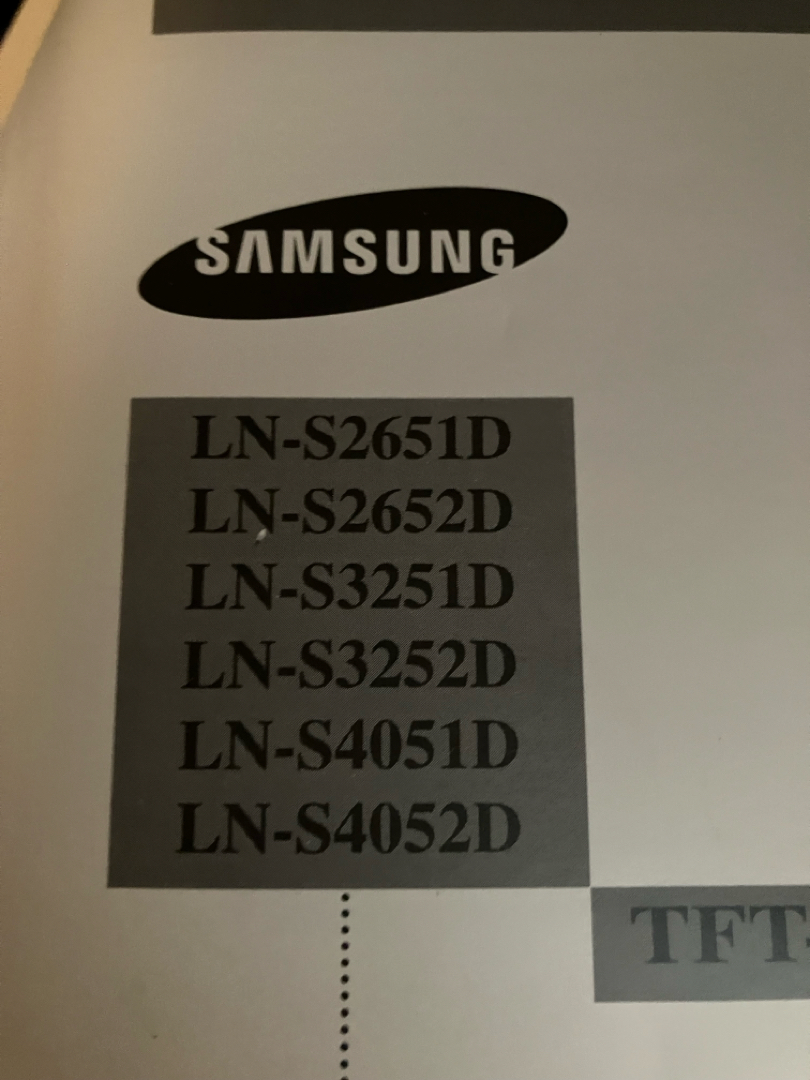 SAMSUNG
LN-S2651D
LN-S2652D
LN-S3251D
LN-S3252D
LN-S4051D
LN-S4052D
TFT-